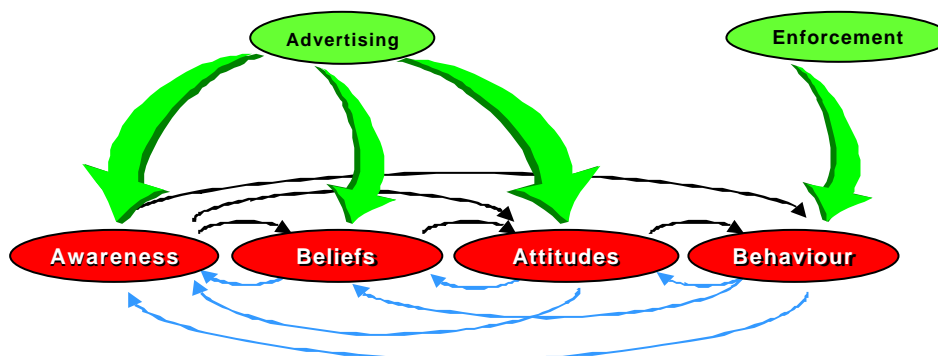 Advertising
Enforcement
Awareness
Beliefs
Attitudes
Behaviour